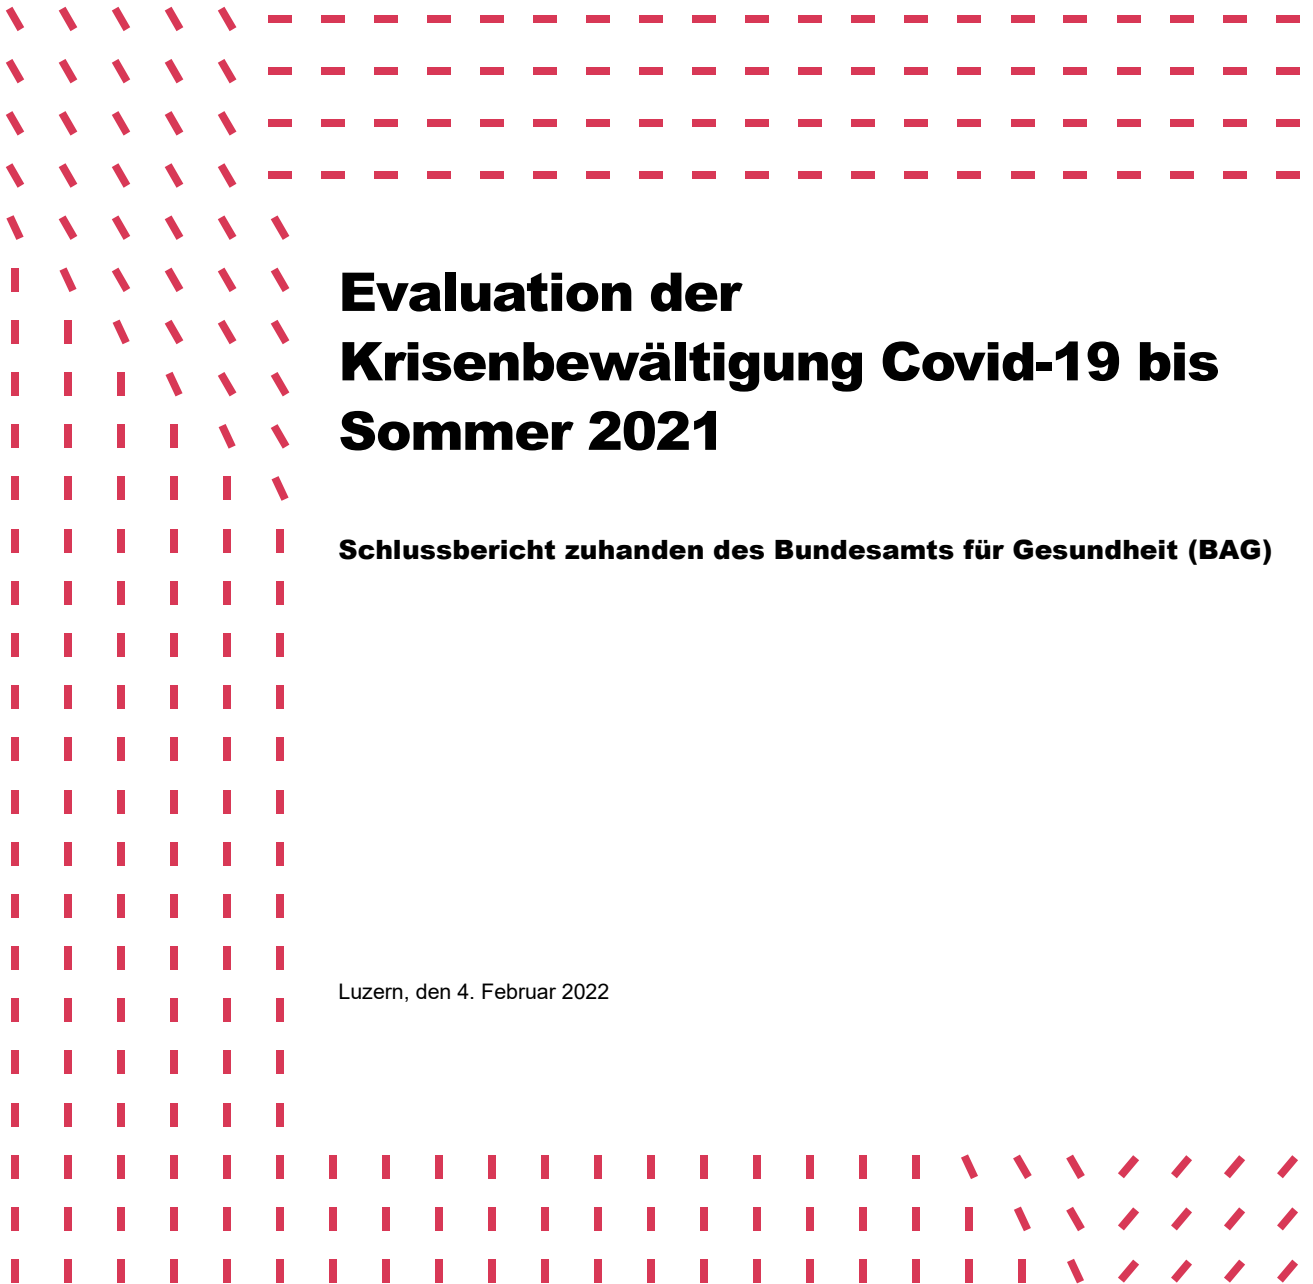 Evaluation der
Krisenbewältigung Covid-19 bis
Sommer 2021
Schlussbericht zuhanden des Bundesamts für Gesundheit (BAG)
Luzern, den 4. Februar 2022